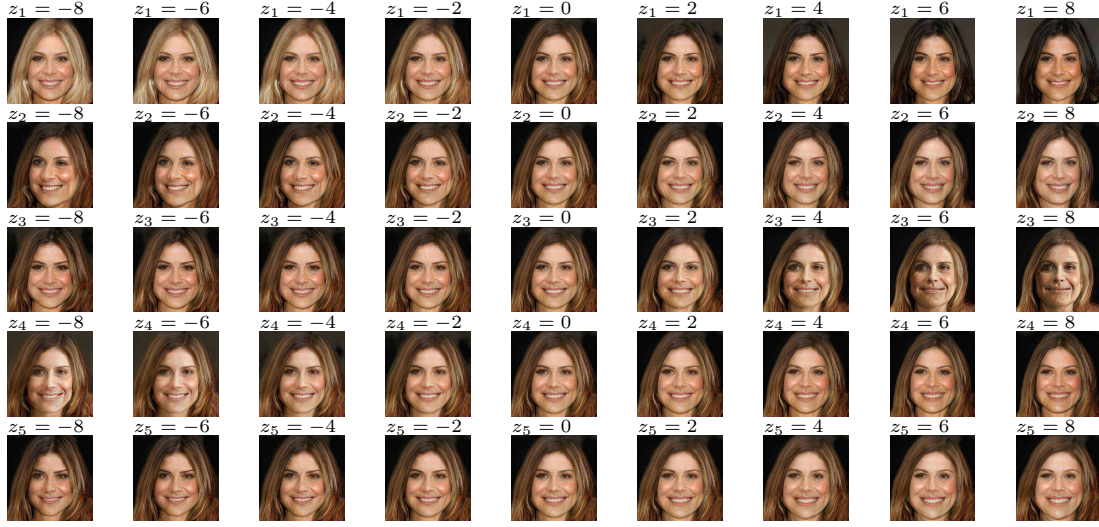 z₁ = −8 z₁ = −6 z₁ = −4 z₁ = −2 z₁ = 0 z₁ = 2 z₁ = 4 z₁ = 6 z₁ = 8
z₂ = −8 z₂ = −6 z₂ = −4 z₂ = −2 z₂ = 0 z₂ = 2 z₂ = 4 z₂ = 6 z₂ = 8
z₃ = −8 z₃ = −6 z₃ = −4 z₃ = −2 z₃ = 0 z₃ = 2 z₃ = 4 z₃ = 6 z₃ = 8
z₄ = −8 z₄ = −6 z₄ = −4 z₄ = −2 z₄ = 0 z₄ = 2 z₄ = 4 z₄ = 6 z₄ = 8
z₅ = −8 z₅ = −6 z₅ = −4 z₅ = −2 z₅ = 0 z₅ = 2 z₅ = 4 z₅ = 6 z₅ = 8